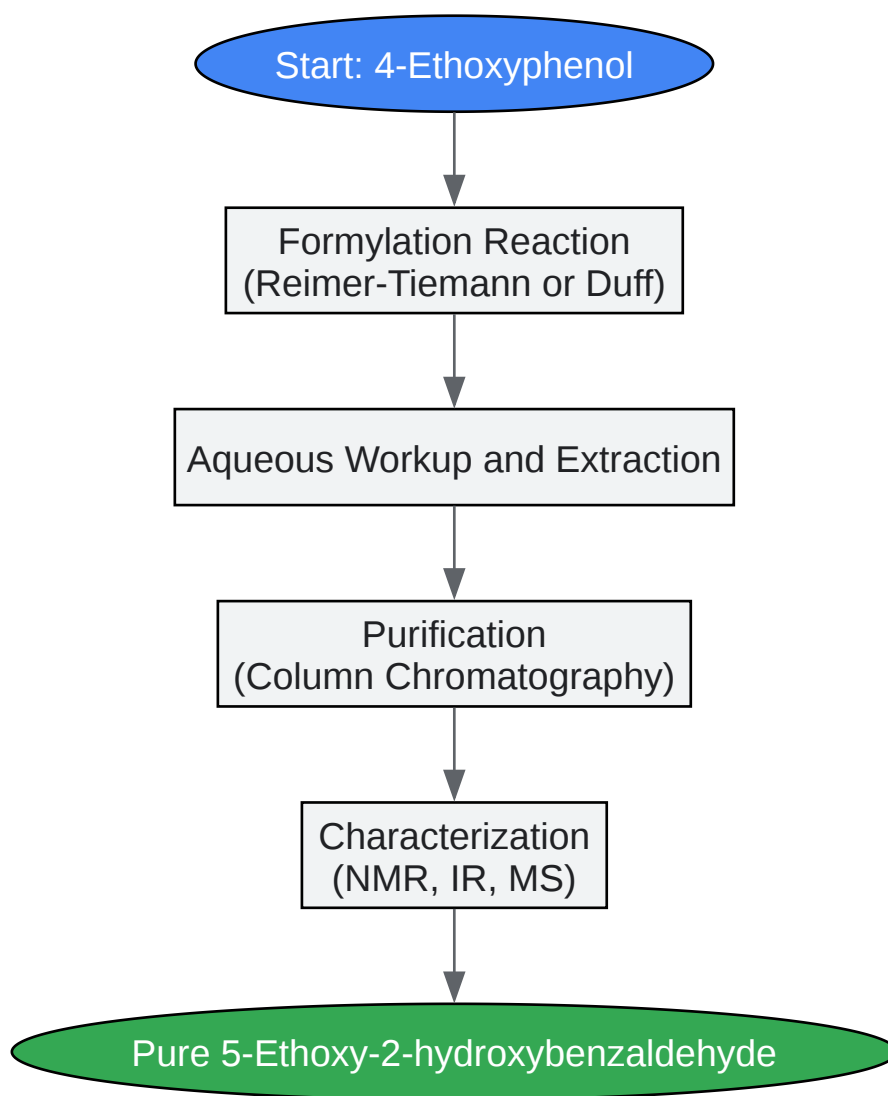 Start: 4-Ethoxyphenol
Formylation Reaction
(Reimer-Tiemann or Duff)
Aqueous Workup and Extraction
Purification
(Column Chromatography)
Characterization
(NMR, IR, MS)
Pure 5-Ethoxy-2-hydroxybenzaldehyde